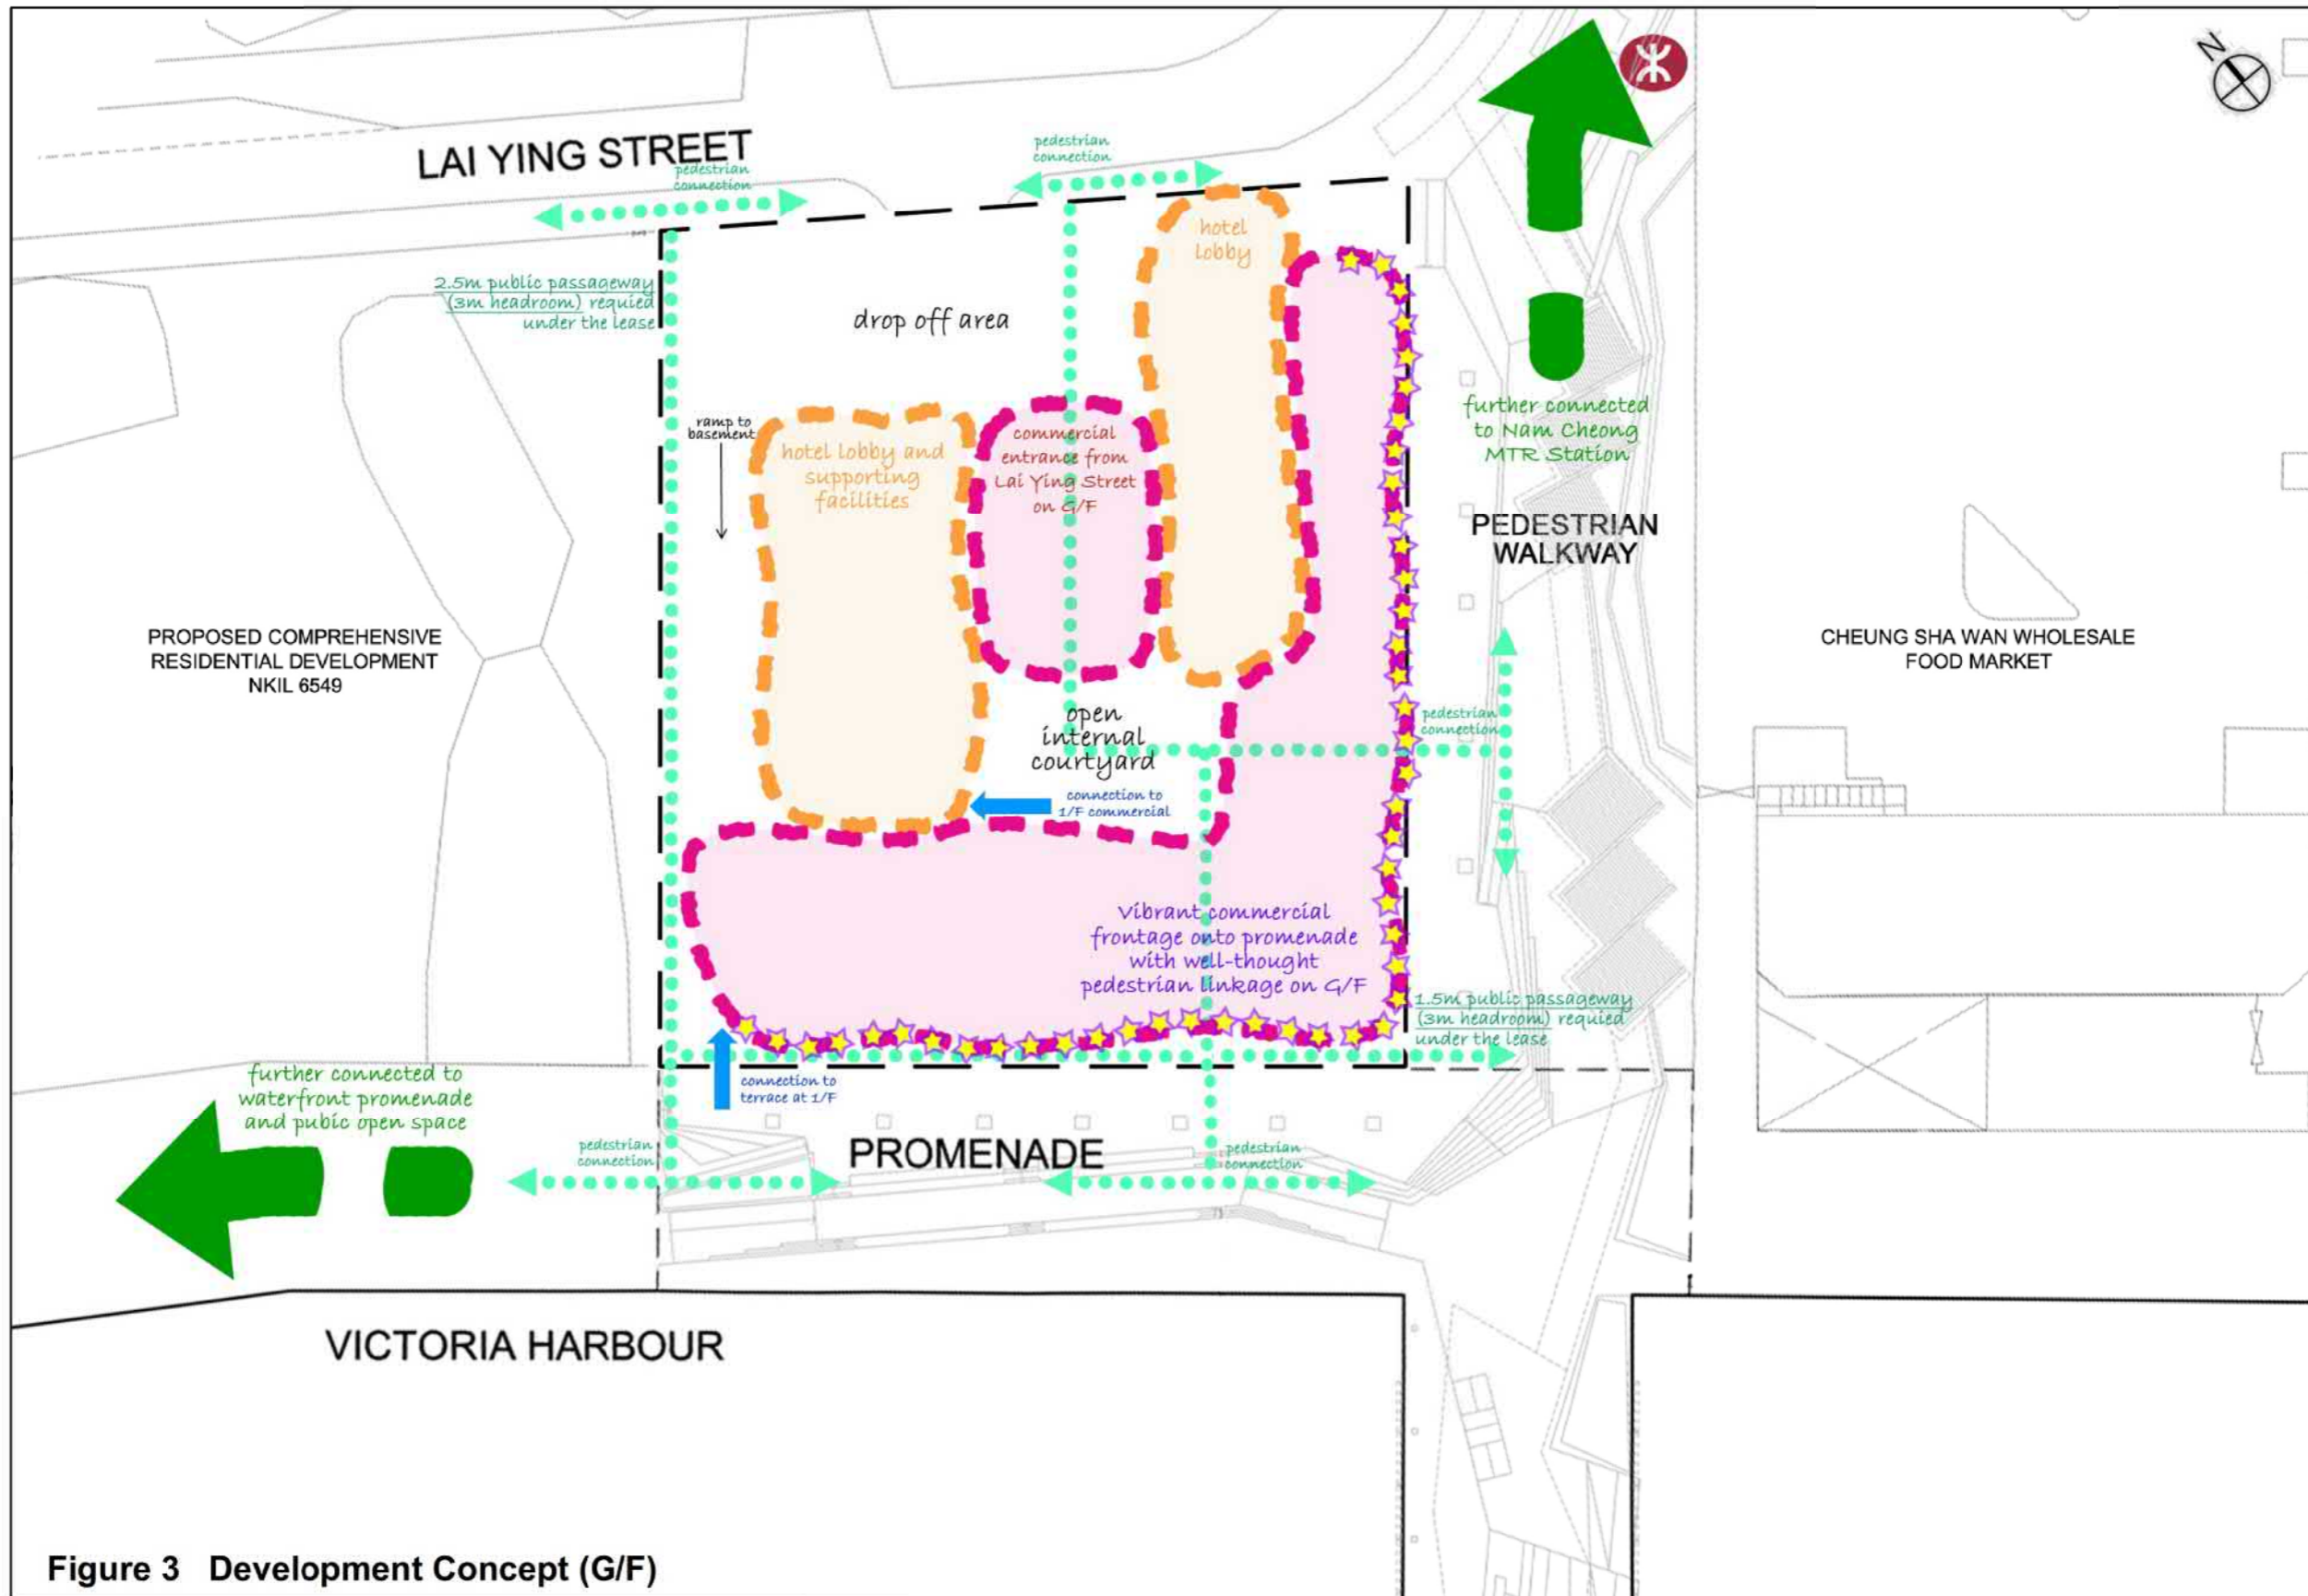 N
LAI YING STREET
pedestrian
connection
pedestrian
connection
hotel
lobby
2.5m public passageway
(3m headroom) requied
under the lease
drop off area
ramp to
basement
hotel lobby and
supporting
facilities
commercial
entrance from
Lai Ying Street
on G/F
further connected
to Nam Cheong
MTR Station
PEDESTRIAN
WALKWAY
PROPOSED COMPREHENSIVE
RESIDENTIAL DEVELOPMENT
NKIL 6549
CHEUNG SHA WAN WHOLESALE
FOOD MARKET
open
internal
courtyard
pedestrian
connection
connection to
1/F commercial
Vibrant commercial
frontage onto promenade
with well-thought
pedestrian linkage on G/F
1.5m public passageway
(3m headroom) requied
under the lease
further connected to
waterfront promenade
and pubic open space
connection to
terrace at 1/F
pedestrian
connection
PROMENADE
pedestrian
connection
VICTORIA HARBOUR
Figure 3 Development Concept (G/F)